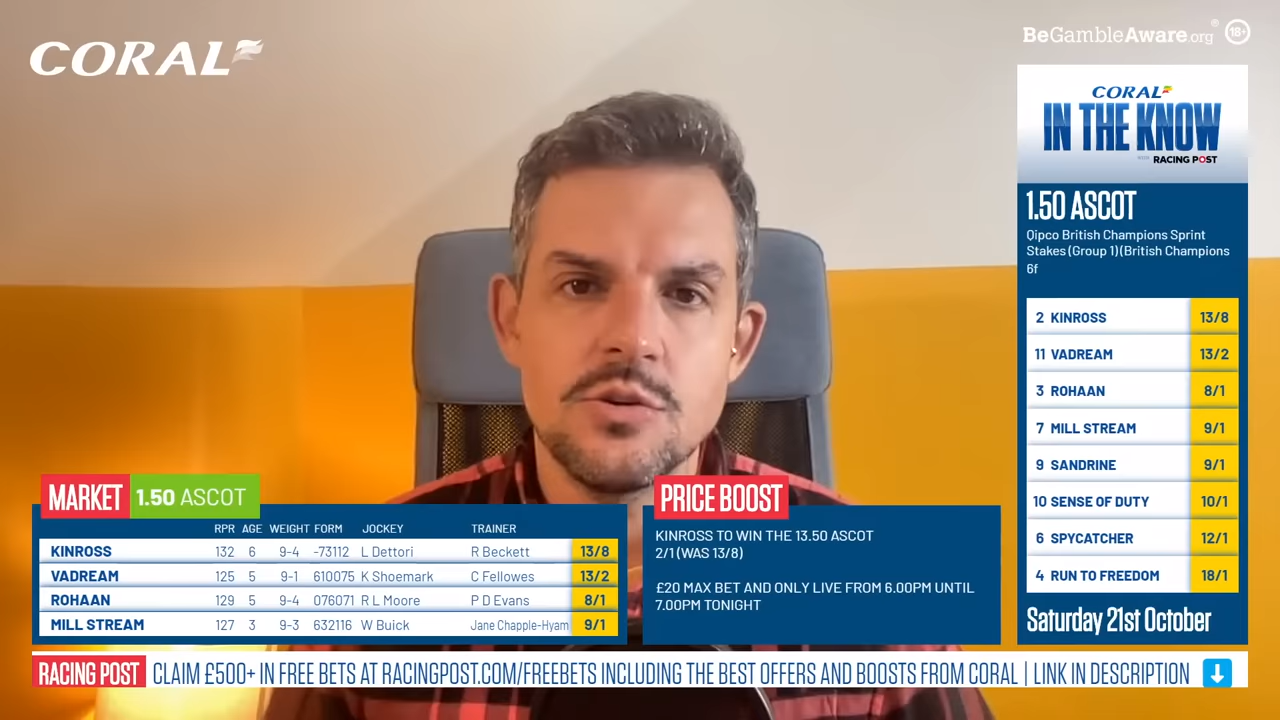 CORAL
BeGambleAware.org® 18+
CORAL
IN THE KNOW
WITH RACING POST
1.50 ASCOT
Qipco British Champions Sprint
Stakes (Group 1) (British Champions
6f
2 KINROSS 13/8
11 VADREAM 13/2
3 ROHAAN 8/1
7 MILL STREAM 9/1
9 SANDRINE 9/1
10 SENSE OF DUTY 10/1
6 SPYCATCHER 12/1
4 RUN TO FREEDOM 18/1
Saturday 21st October
MARKET 1.50 ASCOT
RPR AGE WEIGHT FORM JOCKEY TRAINER
KINROSS 132 6 9-4 -73112 L Dettori R Beckett 13/8
VADREAM 125 5 9-1 610075 K Shoemark C Fellowes 13/2
ROHAAN 129 5 9-4 076071 R L Moore P D Evans 8/1
MILL STREAM 127 3 9-3 632116 W Buick Jane Chapple-Hyam 9/1
PRICE BOOST
KINROSS TO WIN THE 13.50 ASCOT
2/1 (WAS 13/8)
£20 MAX BET AND ONLY LIVE FROM 6.00PM UNTIL
7.00PM TONIGHT
RACING POST CLAIM £500+ IN FREE BETS AT RACINGPOST.COM/FREEBETS INCLUDING THE BEST OFFERS AND BOOSTS FROM CORAL | LINK IN DESCRIPTION